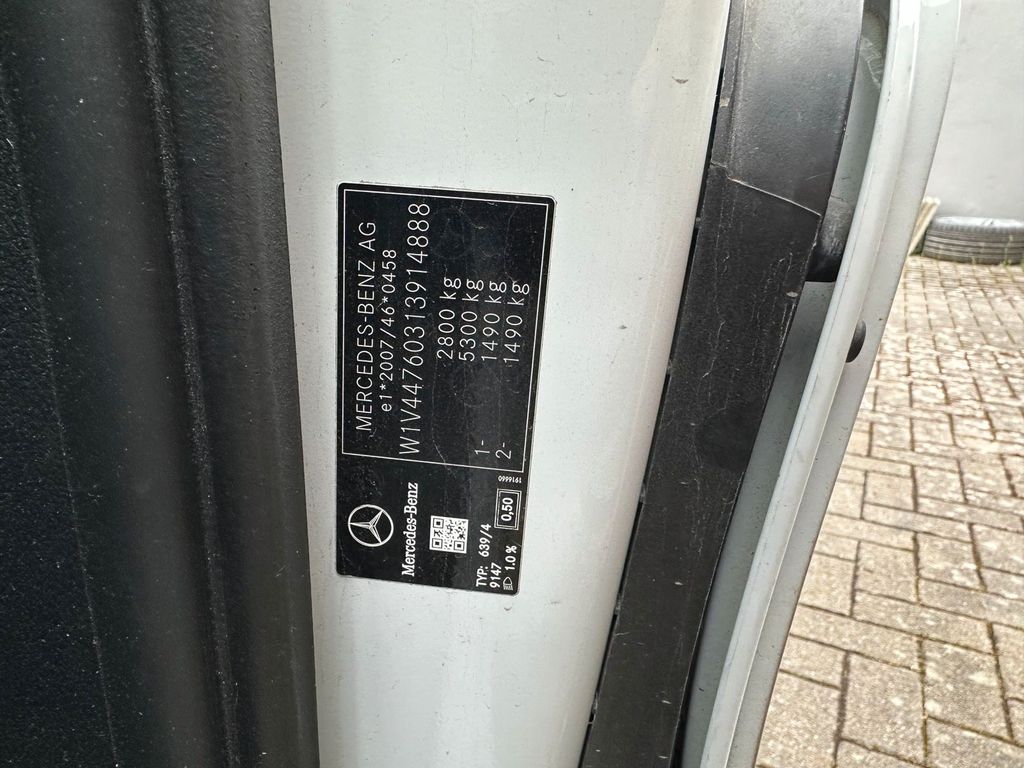 MERCEDES-BENZ AG
e1*2007/46*0458
W1V44760313914888
2800 kg
5300 kg
1- 1490 kg
2- 1490 kg
Mercedes-Benz
TYP: 639/4
9147
1.0 %
0,50
1916660